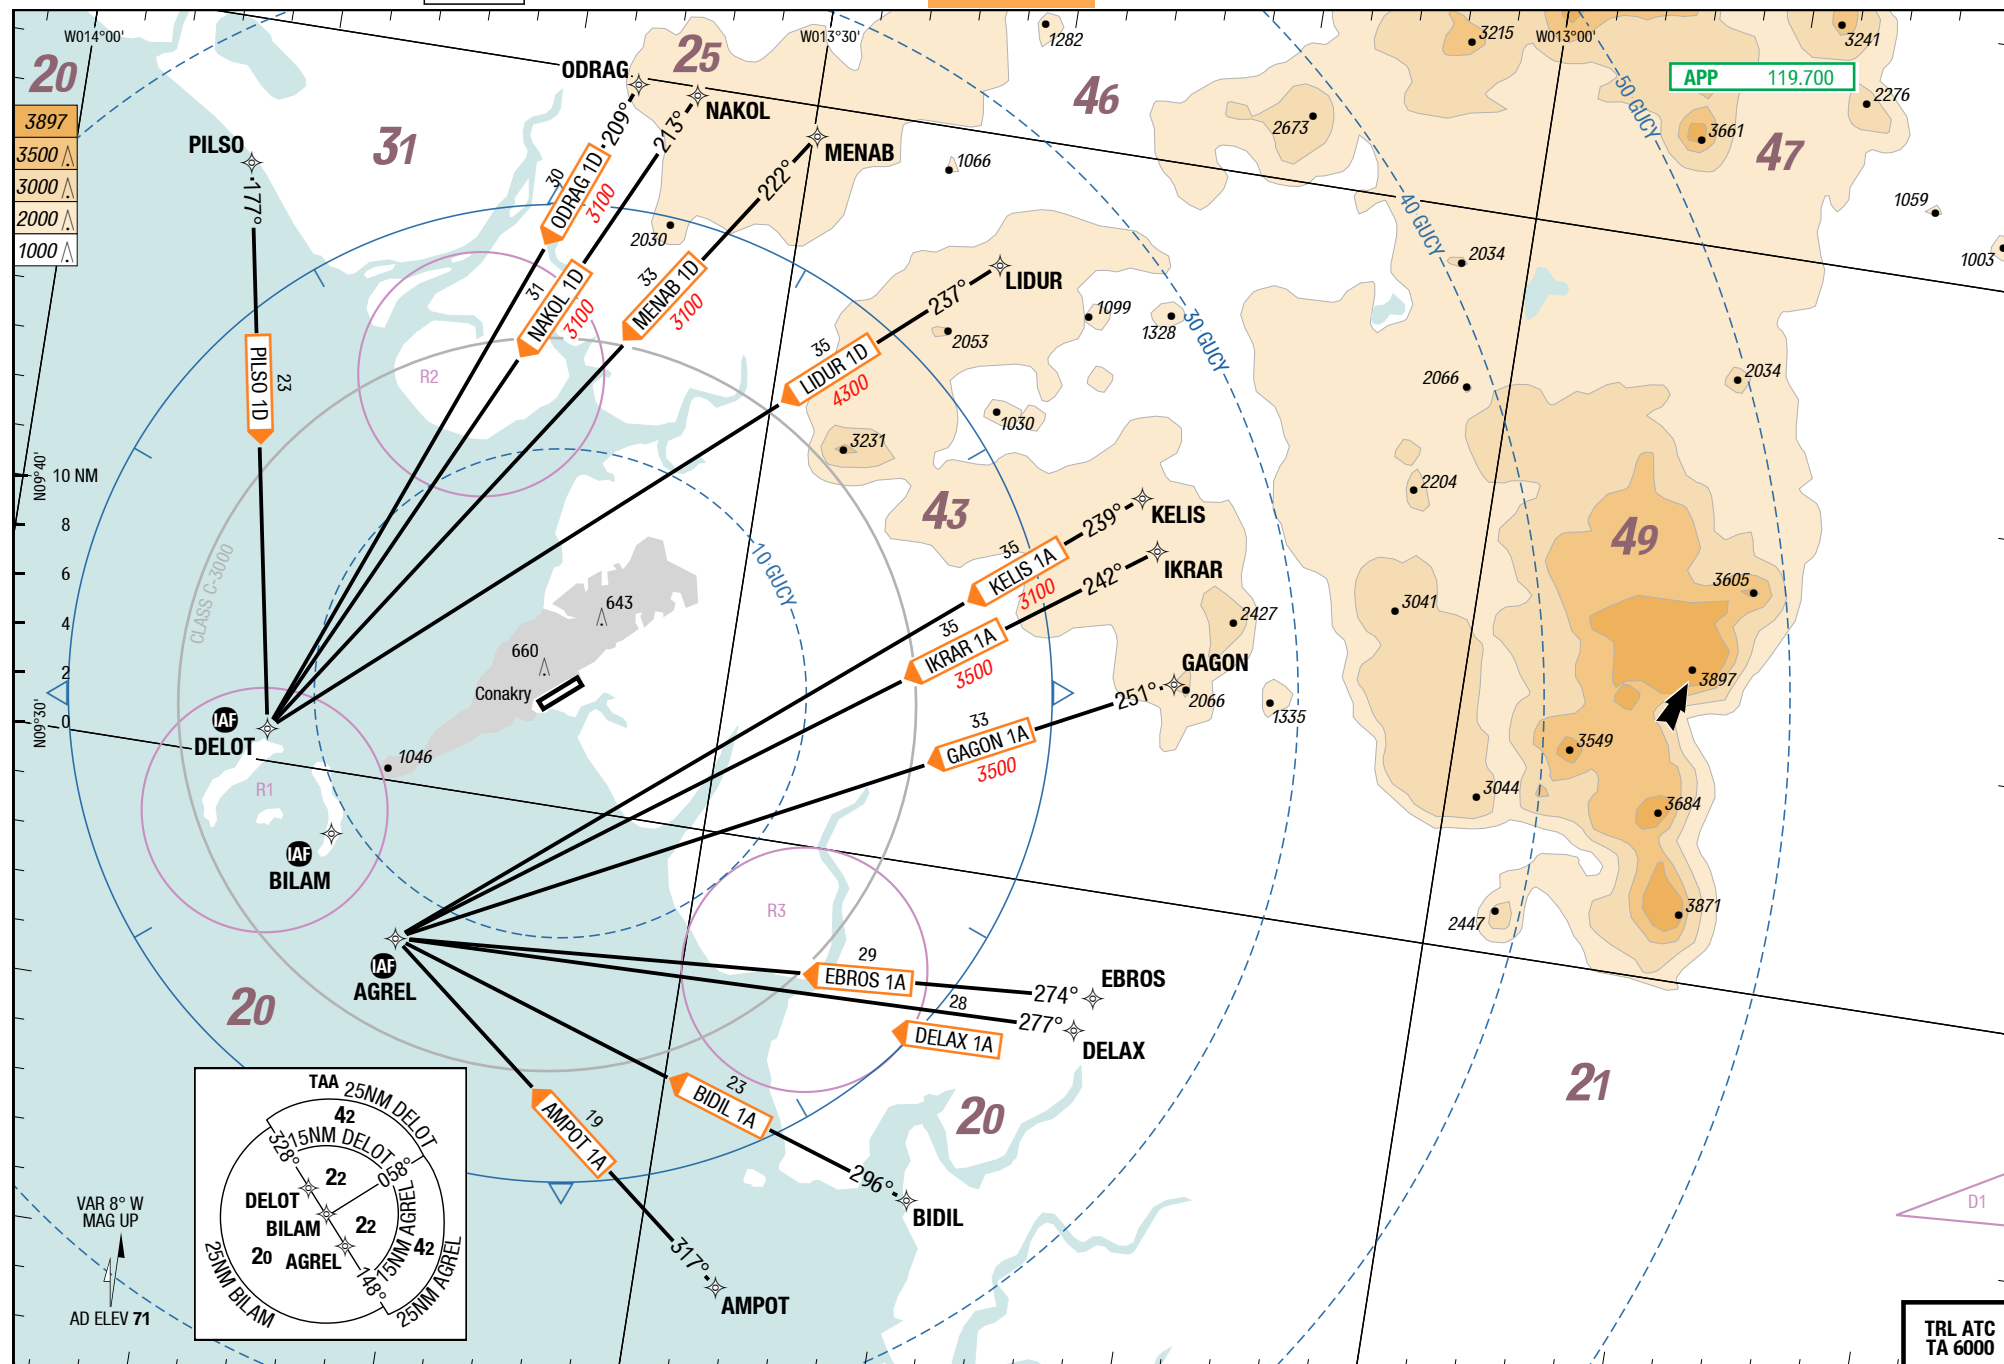 W014°00'
W013°30'
W013°00'
20
25
46
31
47
3897
3500
3000
2000
1000
1282
3215
3241
APP 119.700
2276
3661
2673
1066
1059
1003
ODRAG
NAKOL
MENAB
PILSO
209°
213°
222°
177°
30
ODRAG 1D
3100
31
NAKOL 1D
3100
33
MENAB 1D
3100
2030
LIDUR
237°
35
LIDUR 1D
4300
2053
1099
1328
2034
50 GUCY
40 GUCY
30 GUCY
10 GUCY
PILSO 1D
23
R2
2066
2034
1030
3231
2204
43
49
N09°40'
10 NM
8
6
4
2
0
N09°30'
CLASS C-3000
KELIS
239°
35
KELIS 1A
3100
IKRAR
242°
35
IKRAR 1A
3500
2427
3041
3605
643
660
Conakry
GAGON
251°
33
GAGON 1A
3500
2066
1335
3897
3549
3044
3684
IAF
DELOT
1046
R1
IAF
BILAM
R3
2447
3871
IAF
AGREL
29
EBROS 1A
274°
EBROS
28
277°
DELAX
DELAX 1A
20
23
BIDIL 1A
296°
BIDIL
19
AMPOT 1A
317°
AMPOT
20
21
TAA
25NM DELOT
42
15NM DELOT
328°
058°
22
DELOT
BILAM
22
15NM AGREL
42
20
AGREL
148°
25NM AGREL
25NM BILAM
VAR 8° W
MAG UP
AD ELEV 71
D1
TRL ATC
TA 6000